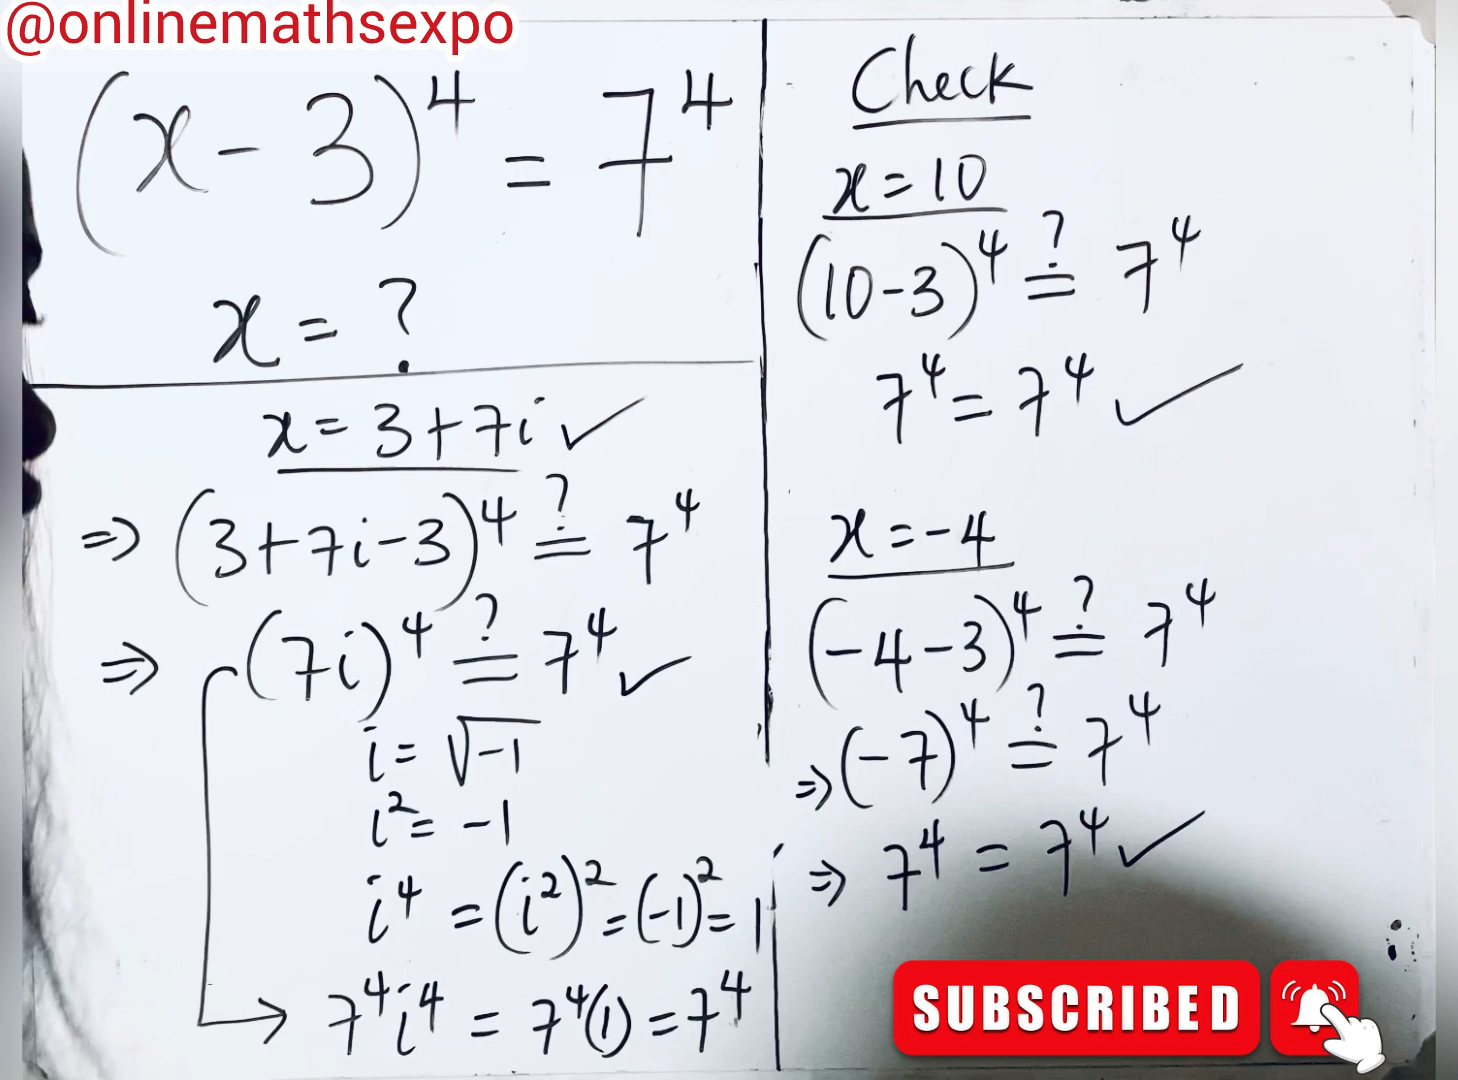 @onlinemathsexpo
(x-3)⁴ = 7⁴
x = ?
x = 3+7i ✓
⇒ (3+7i-3)⁴ ≟ 7⁴
⇒ (7i)⁴ ≟ 7⁴ ✓
i = √-1
i² = -1
i⁴ = (i²)² = (-1)² = 1
→ 7⁴i⁴ = 7⁴(1) = 7⁴
Check
x = 10
(10-3)⁴ ≟ 7⁴
7⁴ = 7⁴ ✓
x = -4
(-4-3)⁴ ≟ 7⁴
⇒ (-7)⁴ ≟ 7⁴
⇒ 7⁴ = 7⁴ ✓
SUBSCRIBED